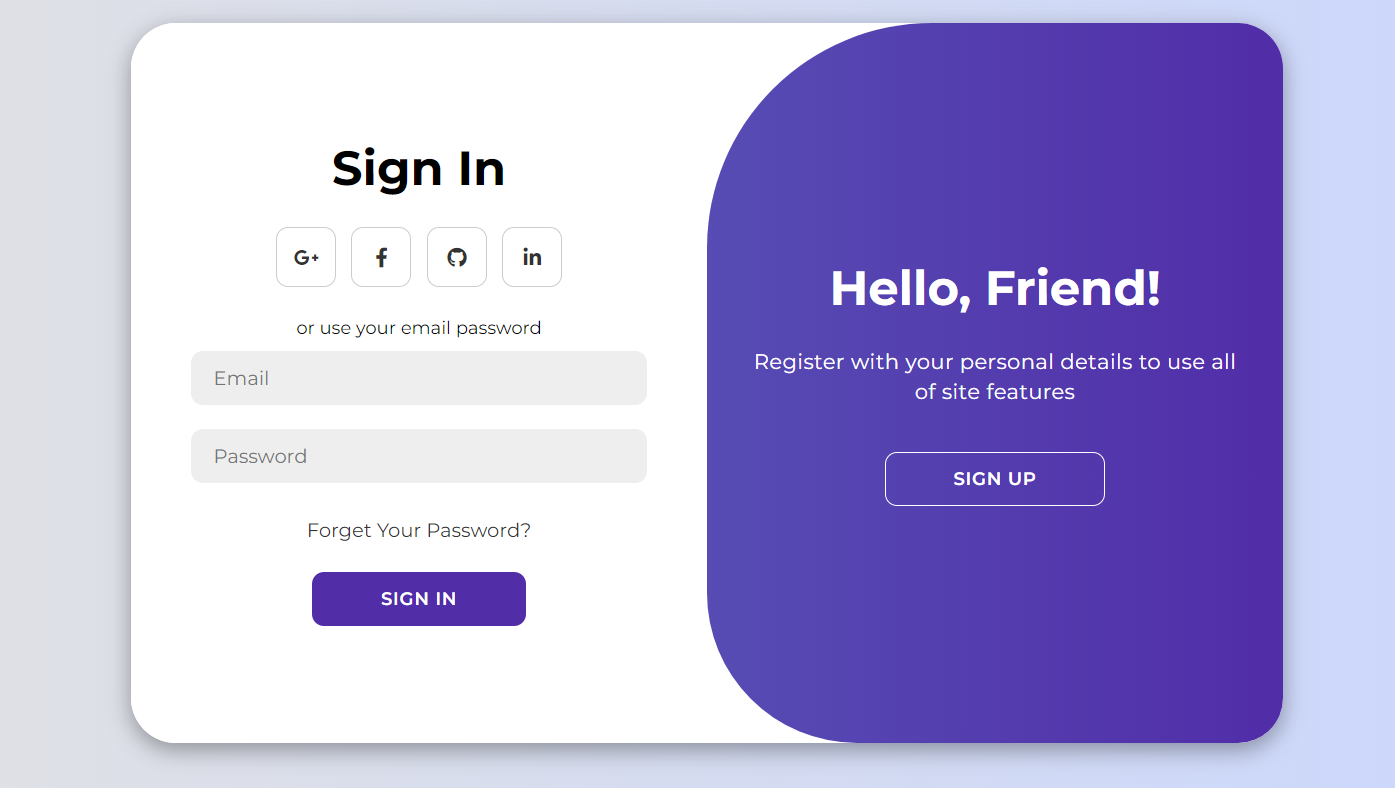 Sign In
G+ f in
or use your email password
Email
Password
Forget Your Password?
SIGN IN
Hello, Friend!
Register with your personal details to use all
of site features
SIGN UP